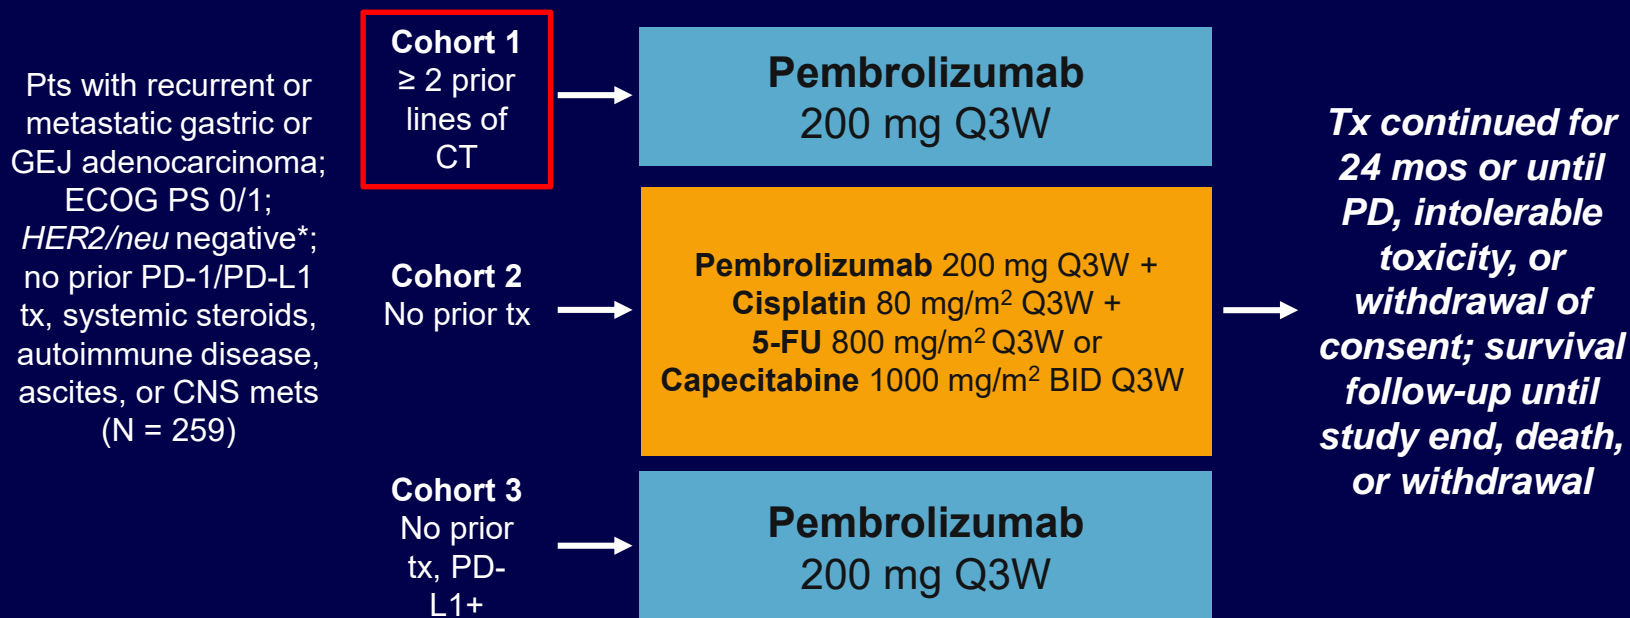 Pts with recurrent or
metastatic gastric or
GEJ adenocarcinoma;
ECOG PS 0/1;
HER2/neu negative*;
no prior PD-1/PD-L1
tx, systemic steroids,
autoimmune disease,
ascites, or CNS mets
(N = 259)
Cohort 1
≥ 2 prior
lines of
CT
Pembrolizumab
200 mg Q3W
Cohort 2
No prior tx
Pembrolizumab 200 mg Q3W +
Cisplatin 80 mg/m² Q3W +
5-FU 800 mg/m² Q3W or
Capecitabine 1000 mg/m² BID Q3W
Cohort 3
No prior
tx, PD-
L1+
Pembrolizumab
200 mg Q3W
Tx continued for
24 mos or until
PD, intolerable
toxicity, or
withdrawal of
consent; survival
follow-up until
study end, death,
or withdrawal